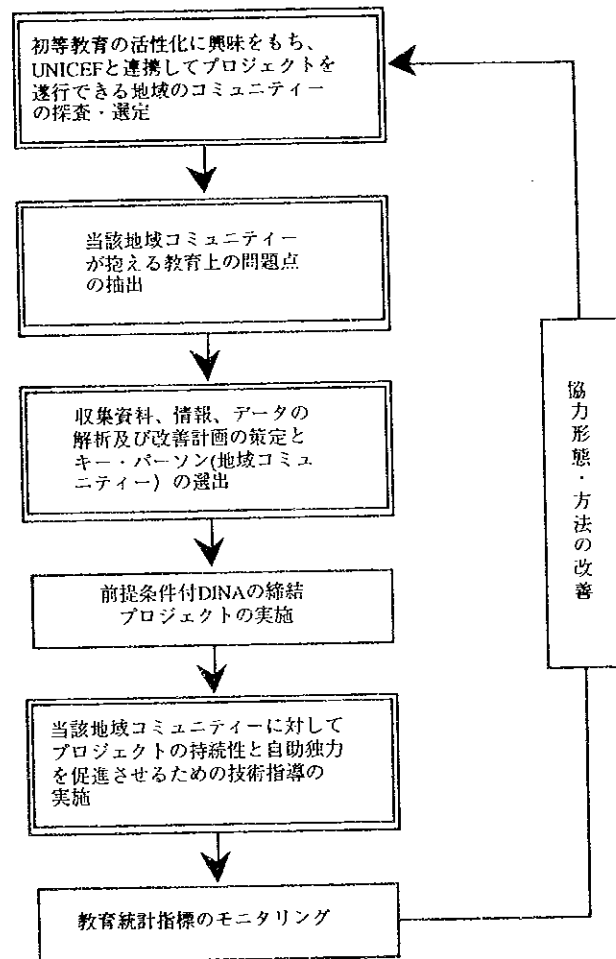 初等教育の活性化に興味をもち、
UNICEFと連携してプロジェクトを
遂行できる地域のコミュニティー
の探査・選定
当該地域コミュニティー
が抱える教育上の問題点
の抽出
収集資料、情報、データの
解析及び改善計画の策定と
キー・パーソン(地域コミュ
ニティー)の選出
前提条件付DINAの締結
プロジェクトの実施
当該地域コミュニティーに対して
プロジェクトの持続性と自助独力
を促進させるための技術指導の
実施
教育統計指標のモニタリング
協力形態・方法の改善